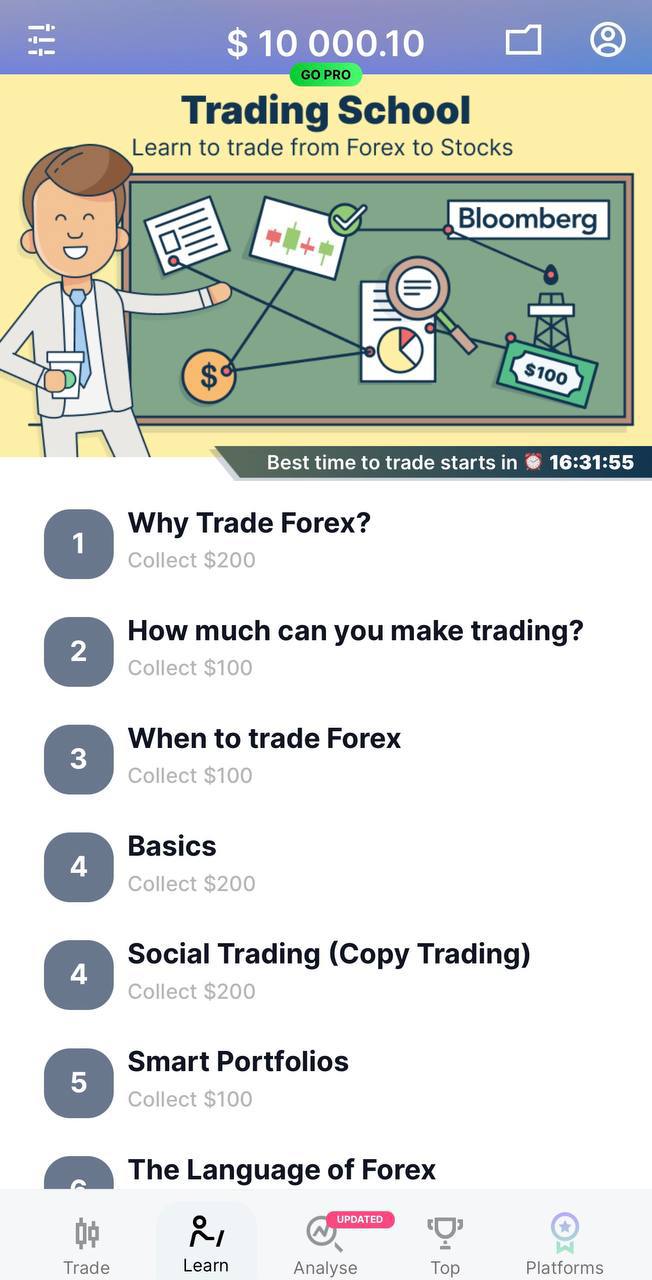 $ 10 000.10
GO PRO
Trading School
Learn to trade from Forex to Stocks
Bloomberg
$
$100
Best time to trade starts in ⏰ 16:31:55
1
Why Trade Forex?
Collect $200
2
How much can you make trading?
Collect $100
3
When to trade Forex
Collect $100
4
Basics
Collect $200
4
Social Trading (Copy Trading)
Collect $200
5
Smart Portfolios
Collect $100
6
The Language of Forex
UPDATED
Trade
Learn
Analyse
Top
Platforms